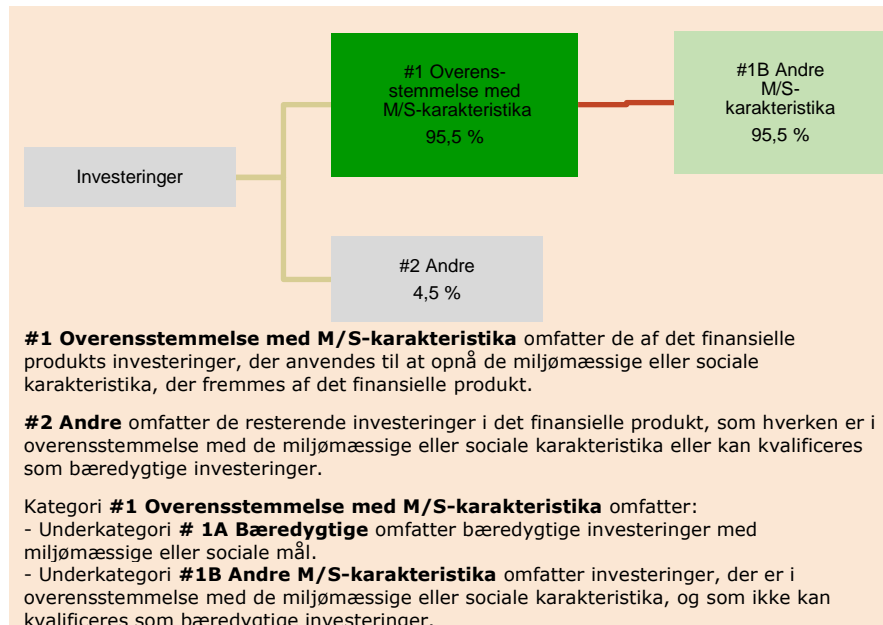 #1 Overens-
stemmelse med
M/S-karakteristika
95,5 %
#1B Andre
M/S-
karakteristika
95,5 %
Investeringer
#2 Andre
4,5 %
#1 Overensstemmelse med M/S-karakteristika omfatter de af det finansielle
produkts investeringer, der anvendes til at opnå de miljømæssige eller sociale
karakteristika, der fremmes af det finansielle produkt.
#2 Andre omfatter de resterende investeringer i det finansielle produkt, som hverken er i
overensstemmelse med de miljømæssige eller sociale karakteristika eller kan kvalificeres
som bæredygtige investeringer.
Kategori #1 Overensstemmelse med M/S-karakteristika omfatter:
- Underkategori # 1A Bæredygtige omfatter bæredygtige investeringer med
miljømæssige eller sociale mål.
- Underkategori #1B Andre M/S-karakteristika omfatter investeringer, der er i
overensstemmelse med de miljømæssige eller sociale karakteristika, og som ikke kan
kvalificeres som bæredygtige investeringer.